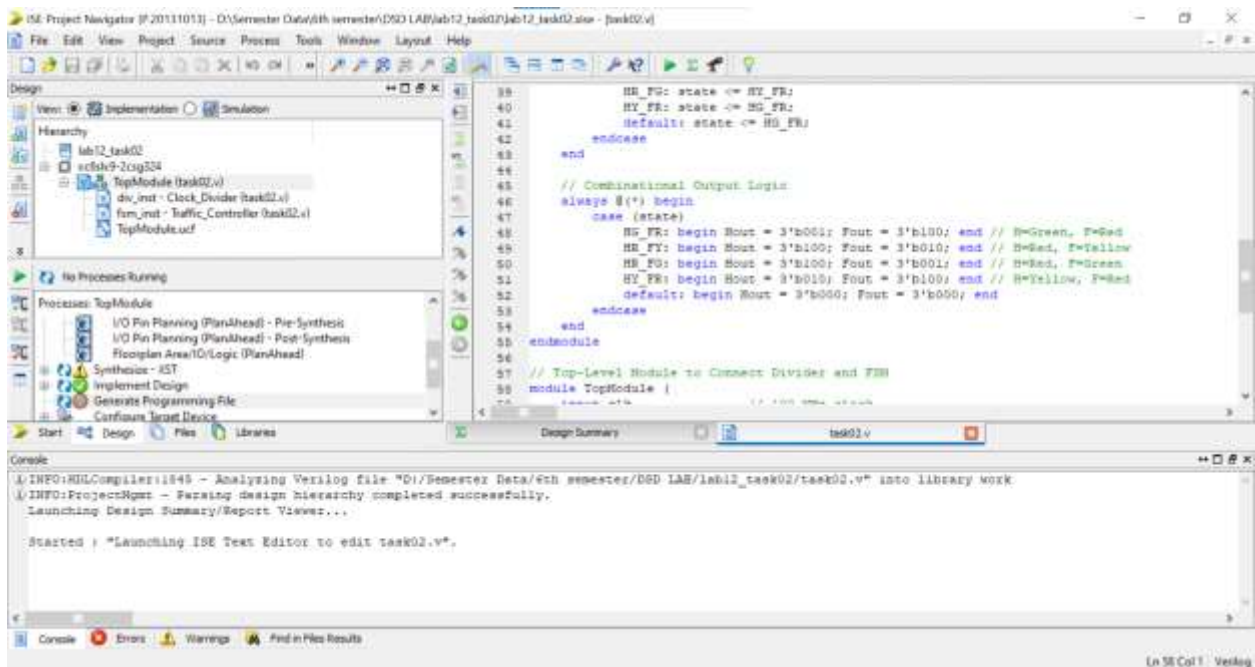 ISE Project Navigator (P.20131013) - D:\Semester Data\6th semester\DSD LAB\lab12_task02\lab12_task02.xise - [task02.v]
File Edit View Project Source Process Tools Window Layout Help
Design
View: Implementation Simulation
Hierarchy
lab12_task02
xc6slx9-2csg324
TopModule (task02.v)
div_inst - Clock_Divider (task02.v)
fsm_inst - Traffic_Controller (task02.v)
TopModule.ucf
No Processes Running
Processes: TopModule
I/O Pin Planning (PlanAhead) - Pre-Synthesis
I/O Pin Planning (PlanAhead) - Post-Synthesis
Floorplan Area/IO/Logic (PlanAhead)
Synthesize - XST
Implement Design
Generate Programming File
Configure Target Device
Start Design Files Libraries
39 HR_FG: state <= HY_FR;
40 HY_FR: state <= HG_FR;
41 default: state <= HG_FR;
42 endcase
43 end
44
45 // Combinational Output Logic
46 always @(*) begin
47 case (state)
48 HG_FR: begin Hout = 3'b001; Fout = 3'b100; end // H=Green, F=Red
49 HR_FY: begin Hout = 3'b100; Fout = 3'b010; end // H=Red, F=Yellow
50 HR_FG: begin Hout = 3'b100; Fout = 3'b001; end // H=Red, F=Green
51 HY_FR: begin Hout = 3'b010; Fout = 3'b100; end // H=Yellow, F=Red
52 default: begin Hout = 3'b000; Fout = 3'b000; end
53 endcase
54 end
55 endmodule
56
57 // Top-Level Module to Connect Divider and FSM
58 module TopModule (
Design Summary task02.v
Console
INFO:HDLCompiler:1845 - Analyzing Verilog file "D:/Semester Data/6th semester/DSD LAB/lab12_task02/task02.v" into library work
INFO:ProjectMgmt - Parsing design hierarchy completed successfully.
Launching Design Summary/Report Viewer...
Started : "Launching ISE Text Editor to edit task02.v".
Console Errors Warnings Find in Files Results
Ln 58 Col 1 Verilog